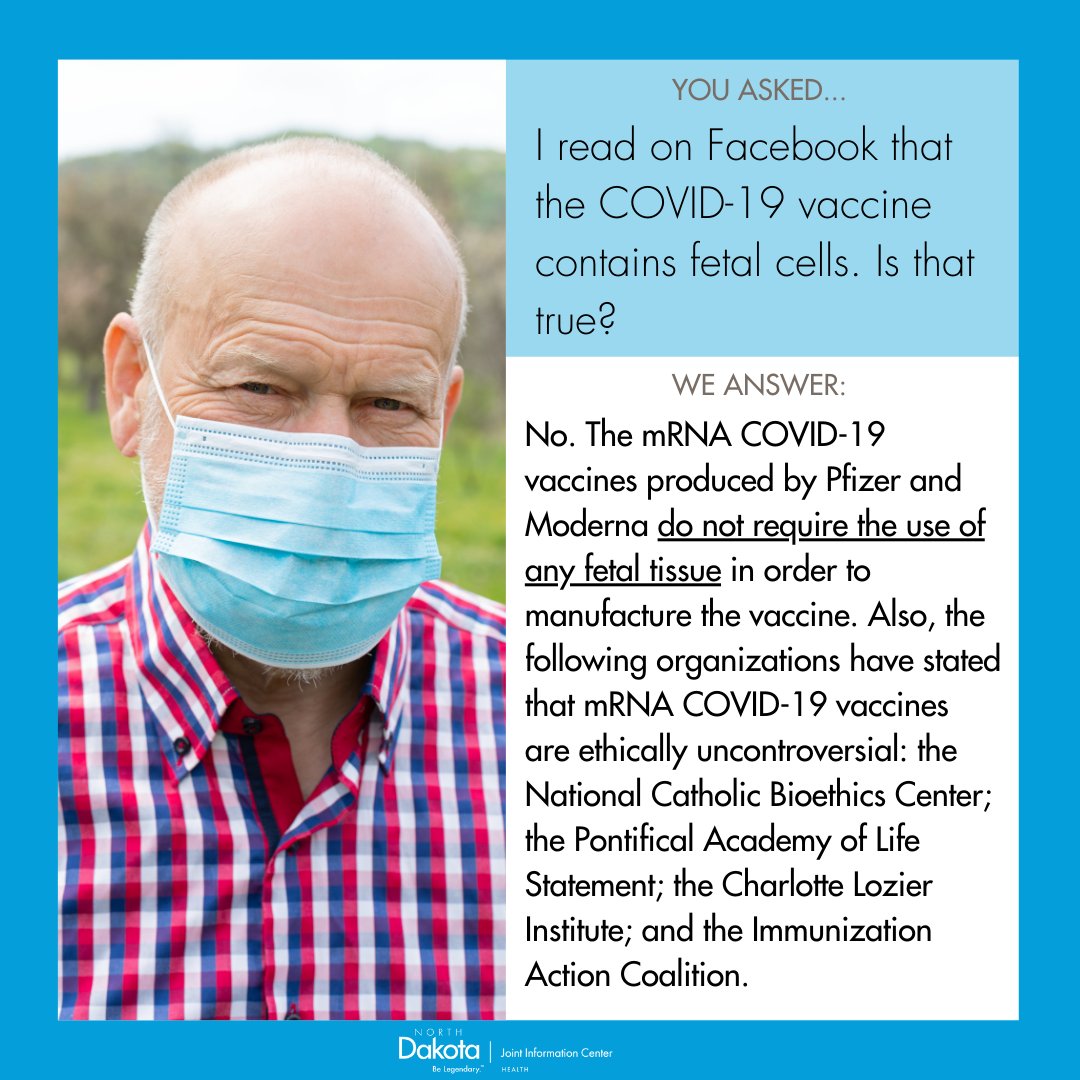 YOU ASKED...
I read on Facebook that
the COVID-19 vaccine
contains fetal cells. Is that
true?
WE ANSWER:
No. The mRNA COVID-19
vaccines produced by Pfizer and
Moderna do not require the use of
any fetal tissue in order to
manufacture the vaccine. Also, the
following organizations have stated
that mRNA COVID-19 vaccines
are ethically uncontroversial: the
National Catholic Bioethics Center;
the Pontifical Academy of Life
Statement; the Charlotte Lozier
Institute; and the Immunization
Action Coalition.
NORTH
Dakota | Joint Information Center
Be Legendary.™ HEALTH